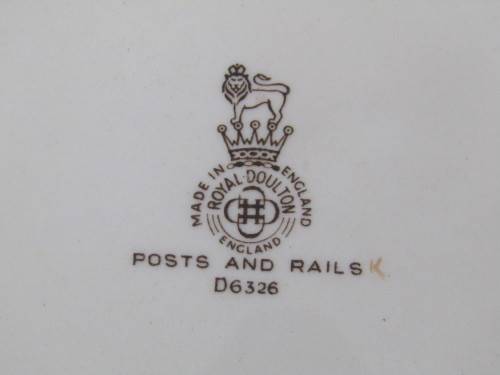 MADE IN ENGLAND
ROYAL·DOULTON
ENGLAND
POSTS AND RAILS K
D6326